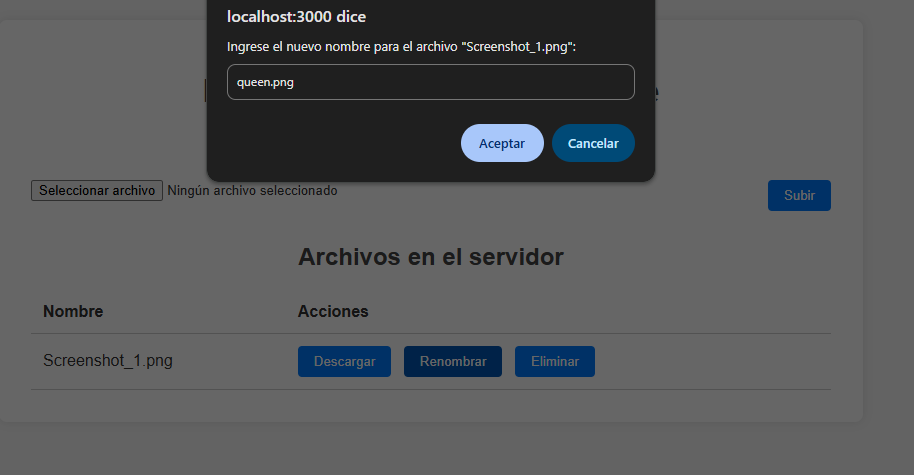 localhost:3000 dice
Ingrese el nuevo nombre para el archivo "Screenshot_1.png":
queen.png
Aceptar Cancelar
Seleccionar archivo Ningún archivo seleccionado Subir
Archivos en el servidor
Nombre Acciones
Screenshot_1.png Descargar Renombrar Eliminar